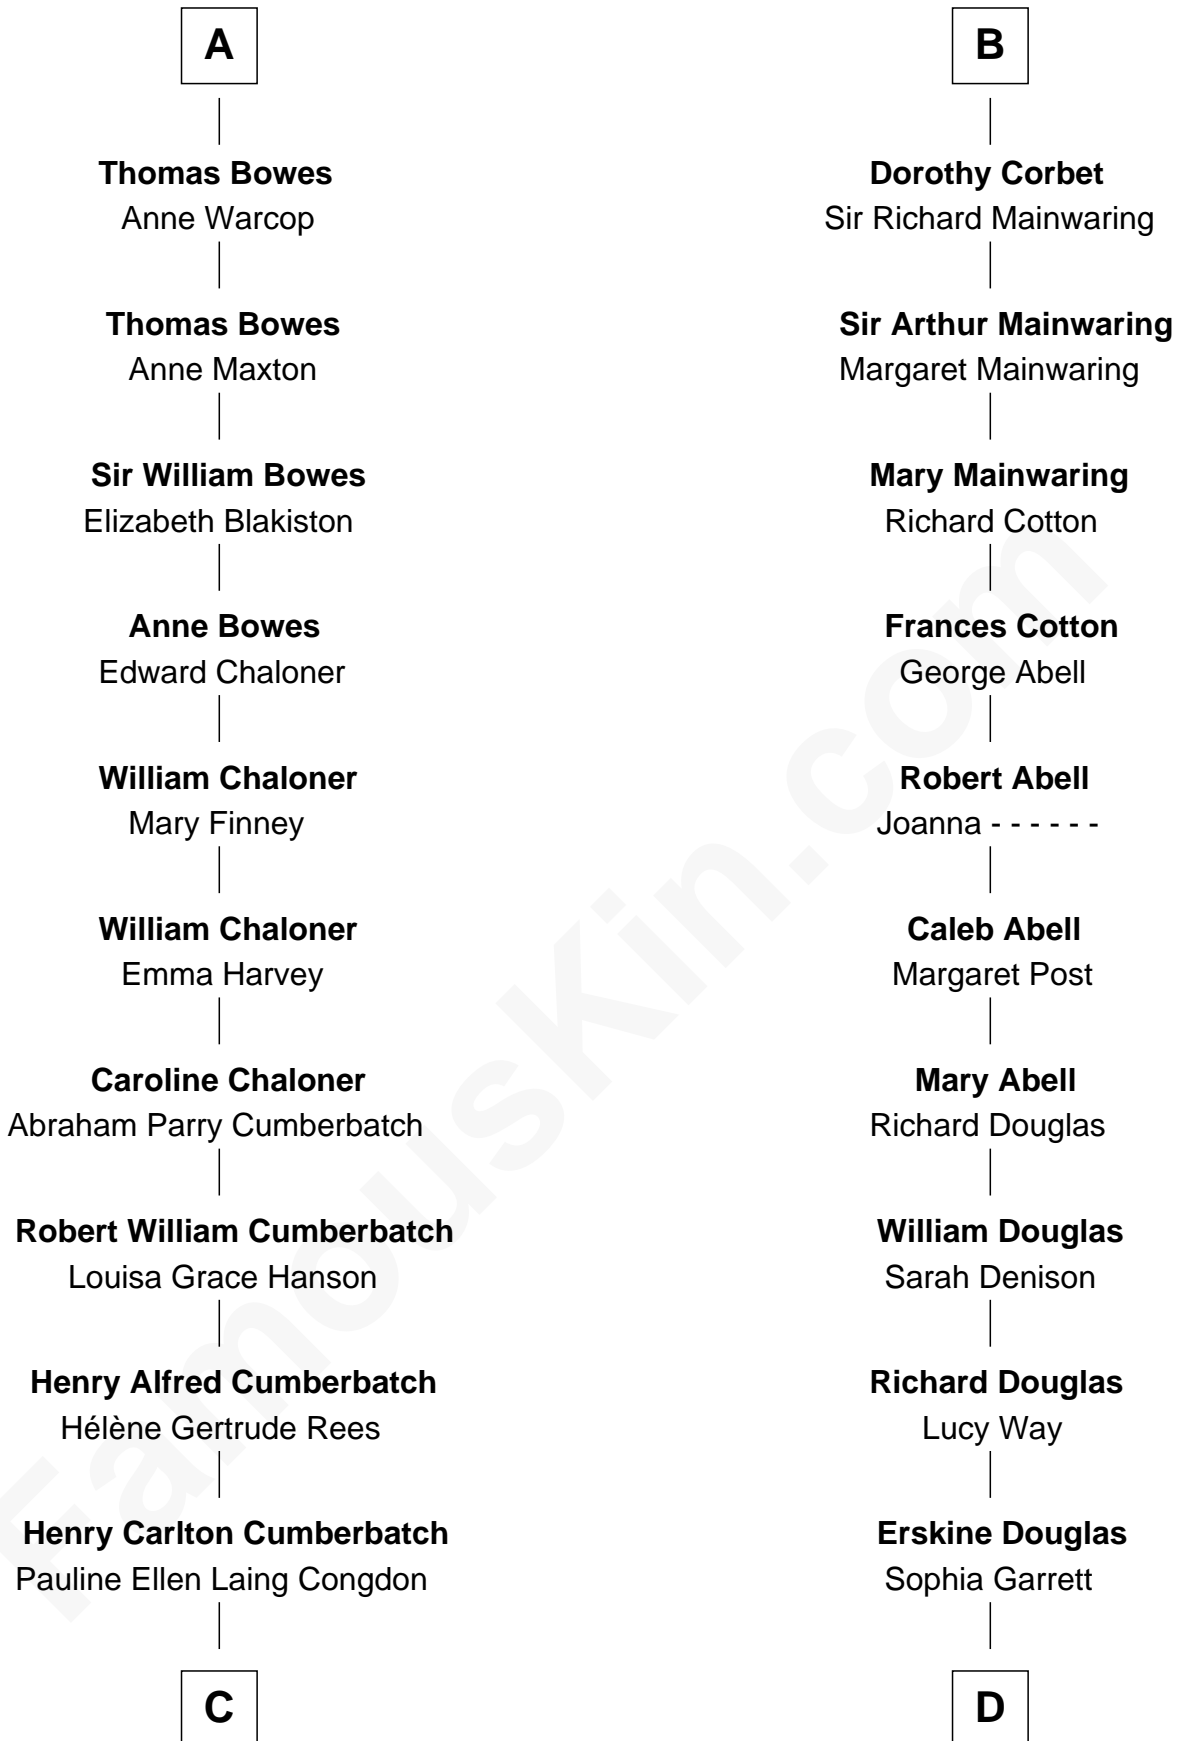 A
Thomas Bowes
Anne Warcop
Thomas Bowes
Anne Maxton
Sir William Bowes
Elizabeth Blakiston
Anne Bowes
Edward Chaloner
William Chaloner
Mary Finney
William Chaloner
Emma Harvey
Caroline Chaloner
Abraham Parry Cumberbatch
Robert William Cumberbatch
Louisa Grace Hanson
Henry Alfred Cumberbatch
Hélène Gertrude Rees
Henry Carlton Cumberbatch
Pauline Ellen Laing Congdon
C
B
Dorothy Corbet
Sir Richard Mainwaring
Sir Arthur Mainwaring
Margaret Mainwaring
Mary Mainwaring
Richard Cotton
Frances Cotton
George Abell
Robert Abell
Joanna - - - - - -
Caleb Abell
Margaret Post
Mary Abell
Richard Douglas
William Douglas
Sarah Denison
Richard Douglas
Lucy Way
Erskine Douglas
Sophia Garrett
D
FamousKin.com